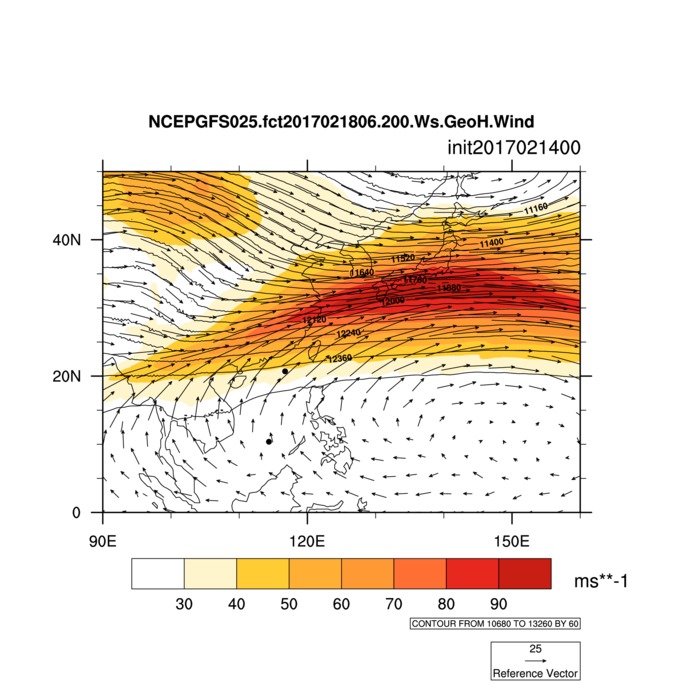 NCEPGFS025.fct2017021806.200.Ws.GeoH.Wind
init2017021400
11160
40N
11400
11520
11640
11760
11880
12000
12120
12240
12360
20N
0
90E 120E 150E
ms**-1
30 40 50 60 70 80 90
CONTOUR FROM 10680 TO 13260 BY 60
25
Reference Vector